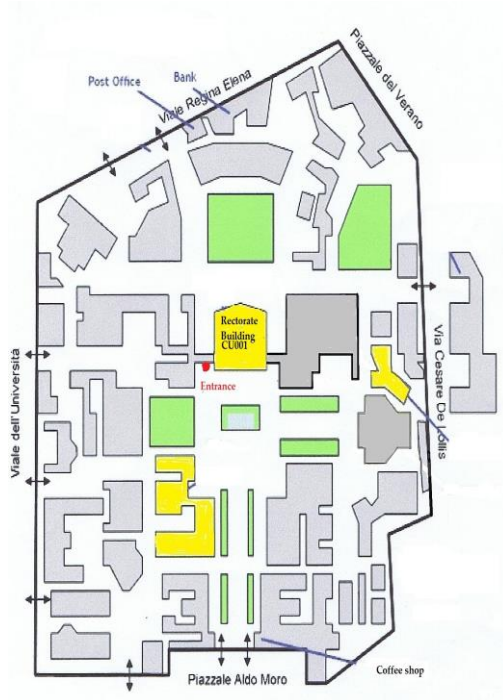 Piazzale del Verano
Bank
Post Office
Viale Regina Elena
Rectorate
Building
CU001
Via Cesare De Lollis
Viale dell'Università
Entrance
Coffee shop
Piazzale Aldo Moro